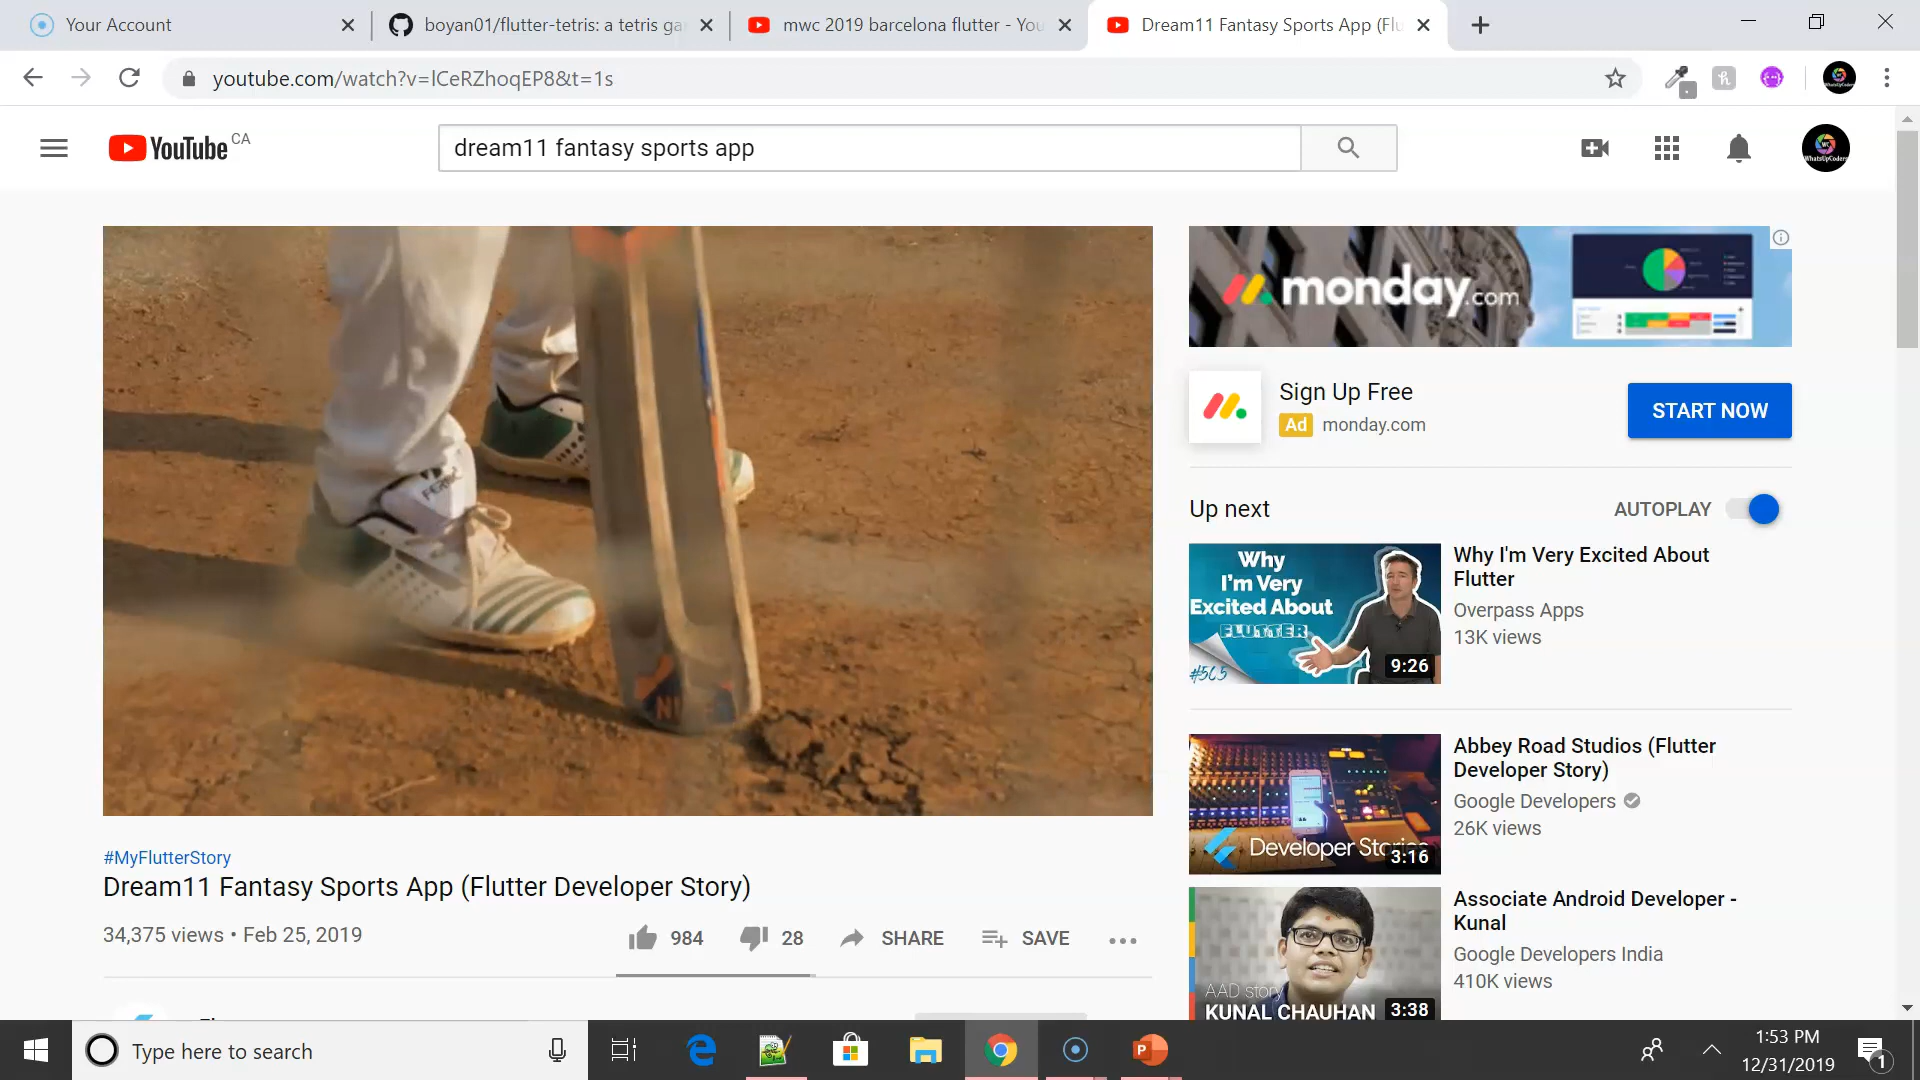 Your Account
boyan01/flutter-tetris: a tetris ga
mwc 2019 barcelona flutter - You
Dream11 Fantasy Sports App (Flu
youtube.com/watch?v=lCeRZhoqEP8&t=1s
YouTube CA
dream11 fantasy sports app
monday.com
Sign Up Free
Ad monday.com
START NOW
Up next
AUTOPLAY
Why
I'm Very
Excited About
FLUTTER
#565
9:26
Why I'm Very Excited About
Flutter
Overpass Apps
13K views
Developer Stories
3:16
Abbey Road Studios (Flutter
Developer Story)
Google Developers
26K views
AAD story
KUNAL CHAUHAN
3:38
Associate Android Developer -
Kunal
Google Developers India
410K views
#MyFlutterStory
Dream11 Fantasy Sports App (Flutter Developer Story)
34,375 views • Feb 25, 2019
984
28
SHARE
SAVE
Type here to search
1:53 PM
12/31/2019
1